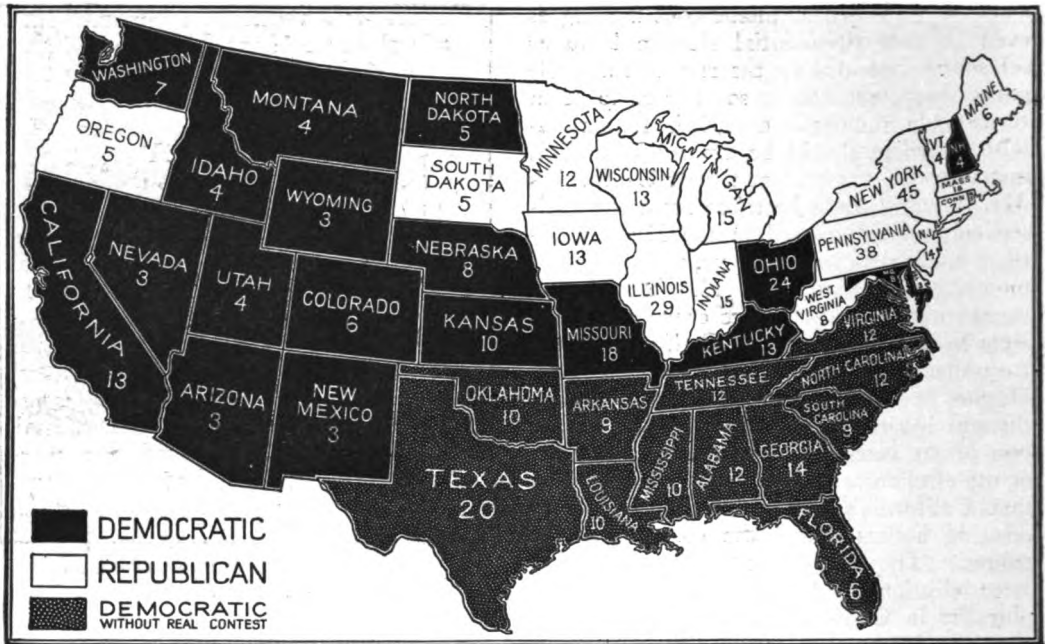 WASHINGTON
7
OREGON
5
CALIFORNIA
13
IDAHO
4
NEVADA
3
MONTANA
4
WYOMING
3
UTAH
4
ARIZONA
3
COLORADO
6
NEW
MEXICO
3
NORTH
DAKOTA
5
SOUTH
DAKOTA
5
NEBRASKA
8
KANSAS
10
OKLAHOMA
10
TEXAS
20
MINNESOTA
12
IOWA
13
MISSOURI
18
ARKANSAS
9
LOUISIANA
10
WISCONSIN
13
ILLINOIS
29
MICHIGAN
15
INDIANA
15
OHIO
24
KENTUCKY
13
TENNESSEE
12
MISSISSIPPI
10
ALABAMA
12
GEORGIA
14
FLORIDA
6
SOUTH
CAROLINA
9
NORTH CAROLINA
12
VIRGINIA
12
WEST
VIRGINIA
8
PENNSYLVANIA
38
NEW YORK
45
N.J.
14
VT.
4
NH
4
MAINE
6
MASS
18
CONN
7
DEMOCRATIC
REPUBLICAN
DEMOCRATIC
WITHOUT REAL CONTEST